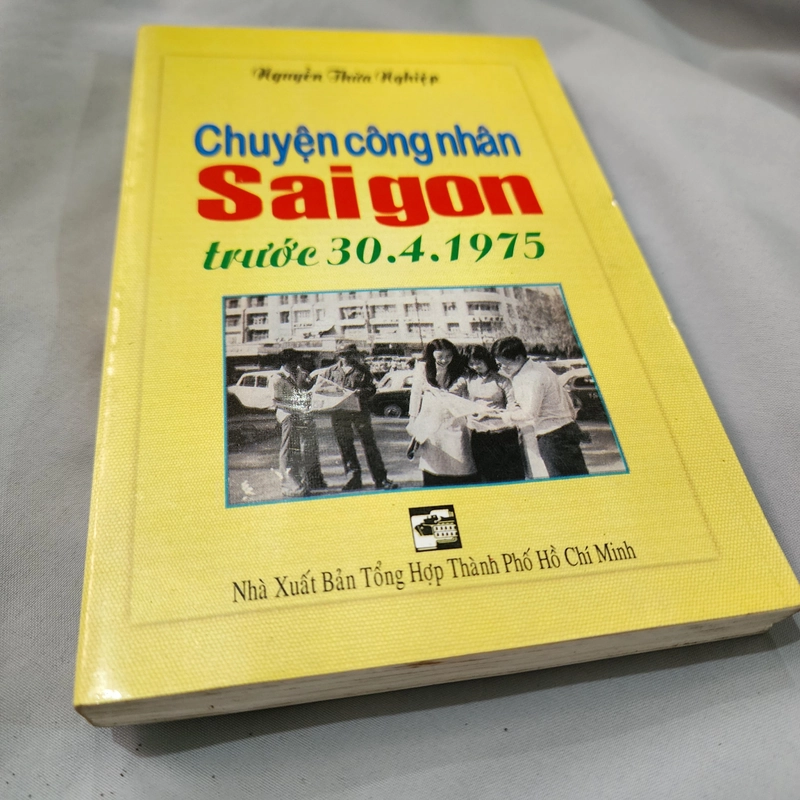 Nguyễn Thừa Nghiệp
Chuyện công nhân
Saigon
trước 30.4.1975
Nhà Xuất Bản Tổng Hợp Thành Phố Hồ Chí Minh